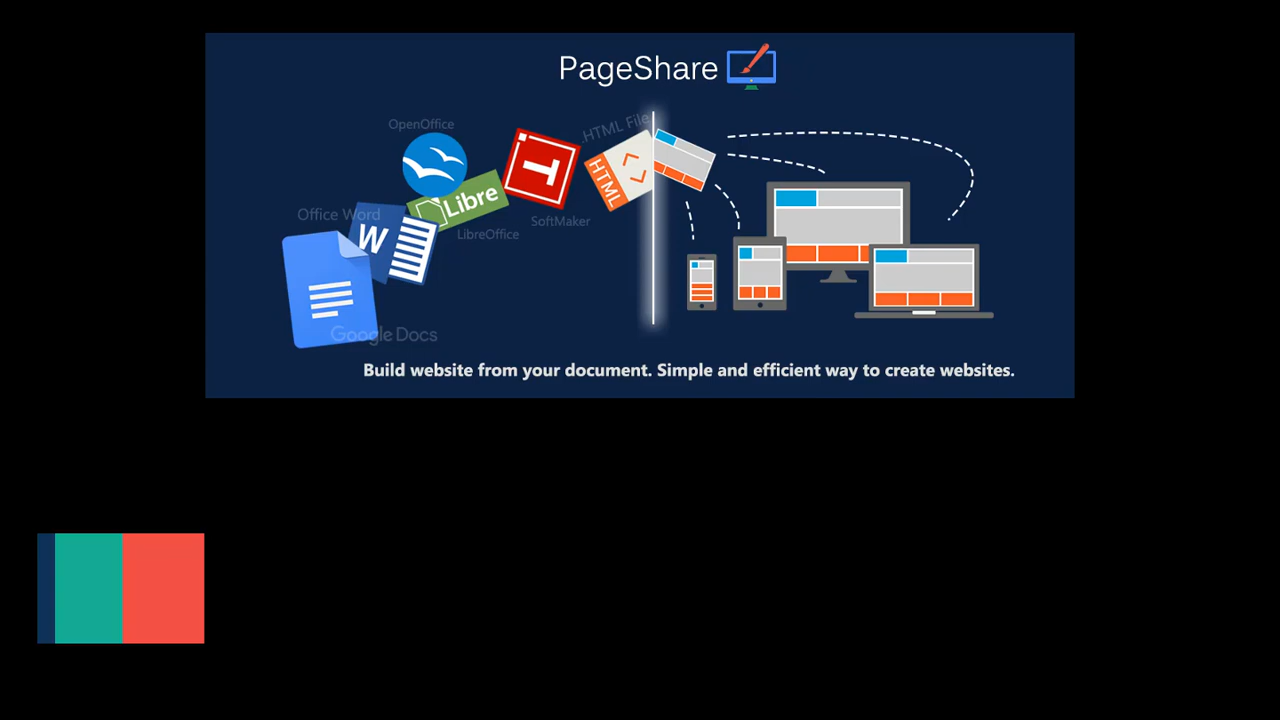 PageShare
OpenOffice
.HTML File
HTML
T
Libre
SoftMaker
Office Word
W
LibreOffice
Google Docs
Build website from your document. Simple and efficient way to create websites.